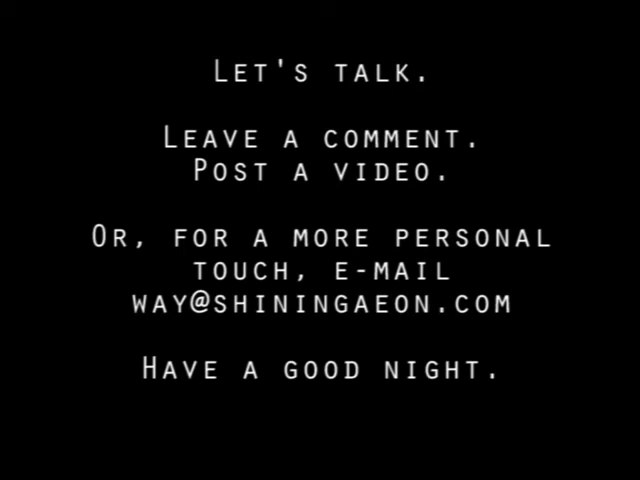 Let's talk.
Leave a comment.
Post a video.
Or, for a more personal
touch, e-mail
way@shiningaeon.com
Have a good night.